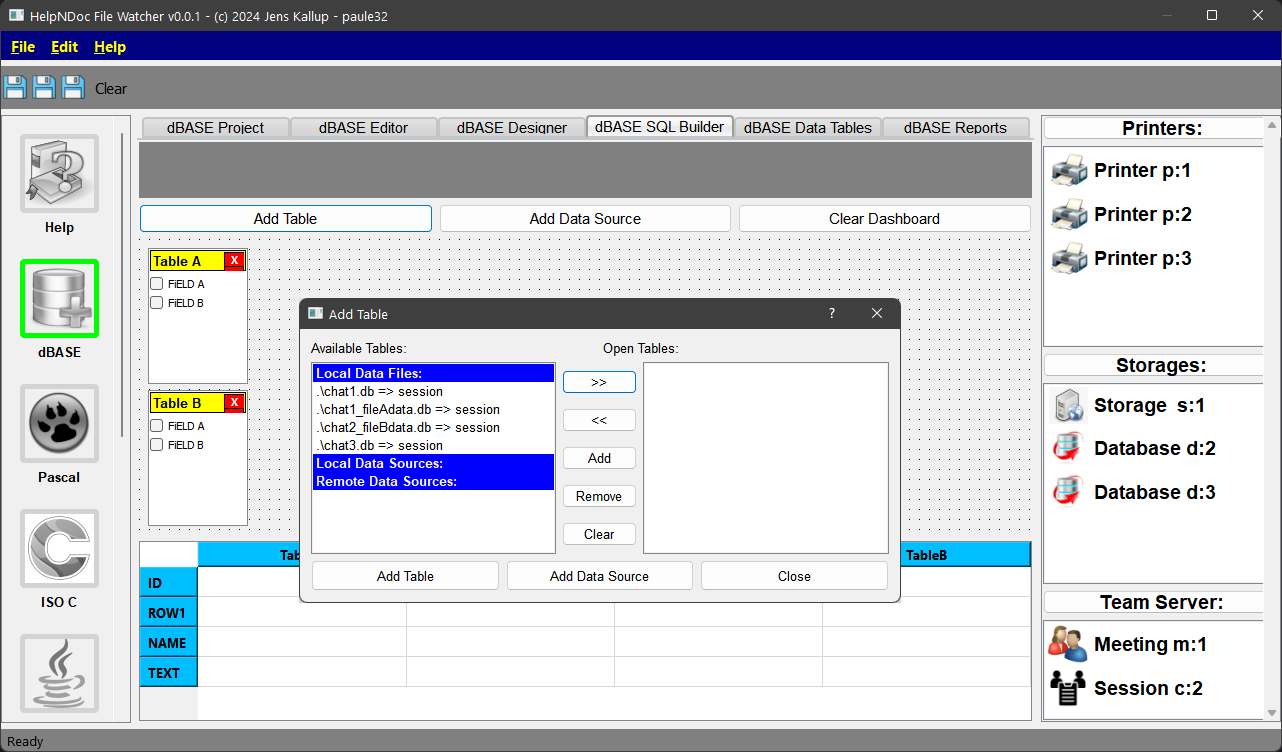 HelpNDoc File Watcher v0.0.1 - (c) 2024 Jens Kallup - paule32
File Edit Help
Clear
Help
dBASE
Pascal
ISO C
dBASE Project dBASE Editor dBASE Designer dBASE SQL Builder dBASE Data Tables dBASE Reports
Add Table Add Data Source Clear Dashboard
Table A X
FiELD A
FiELD B
Table B X
FiELD A
FiELD B
Add Table ?
Available Tables: Open Tables:
Local Data Files:
.\chat1.db => session
.\chat1_fileAdata.db => session
.\chat2_fileBdata.db => session
.\chat3.db => session
Local Data Sources:
Remote Data Sources:
>>
<<
Add
Remove
Clear
Add Table Add Data Source Close
TableB
ID
ROW1
NAME
TEXT
Printers:
Printer p:1
Printer p:2
Printer p:3
Storages:
Storage s:1
Database d:2
Database d:3
Team Server:
Meeting m:1
Session c:2
Ready